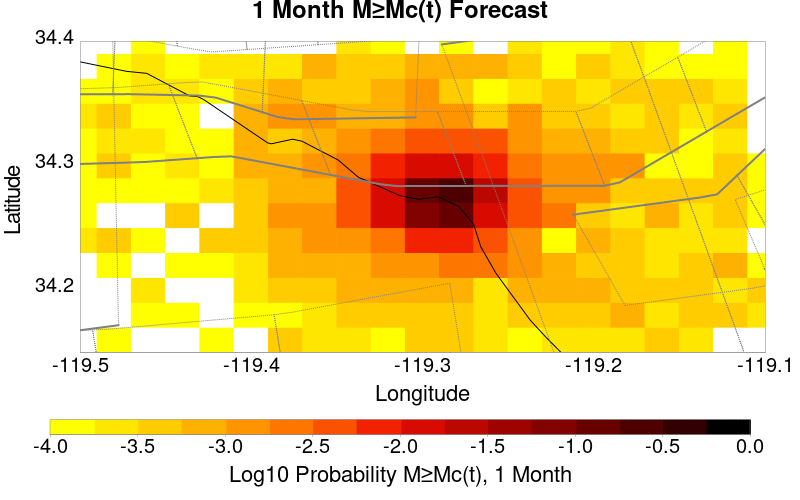 1 Month M≥Mc(t) Forecast
34.4
34.3
34.2
Latitude
-119.5 -119.4 -119.3 -119.2 -119.1
Longitude
-4.0 -3.5 -3.0 -2.5 -2.0 -1.5 -1.0 -0.5 0.0
Log10 Probability M≥Mc(t), 1 Month